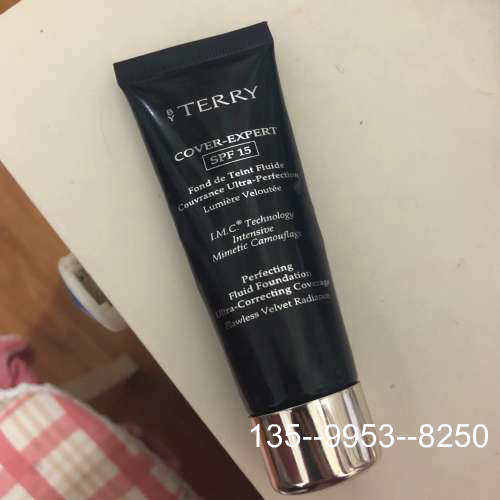 BY TERRY
COVER-EXPERT
SPF 15
Fond de Teint Fluide
Couvrance Ultra-Perfection
Lumière Veloutée
I.M.C® Technology
Intensive
Mimetic Camouflage
Perfecting
Fluid Foundation
Ultra-Correcting Coverage
Flawless Velvet Radiance
135--9953--8250